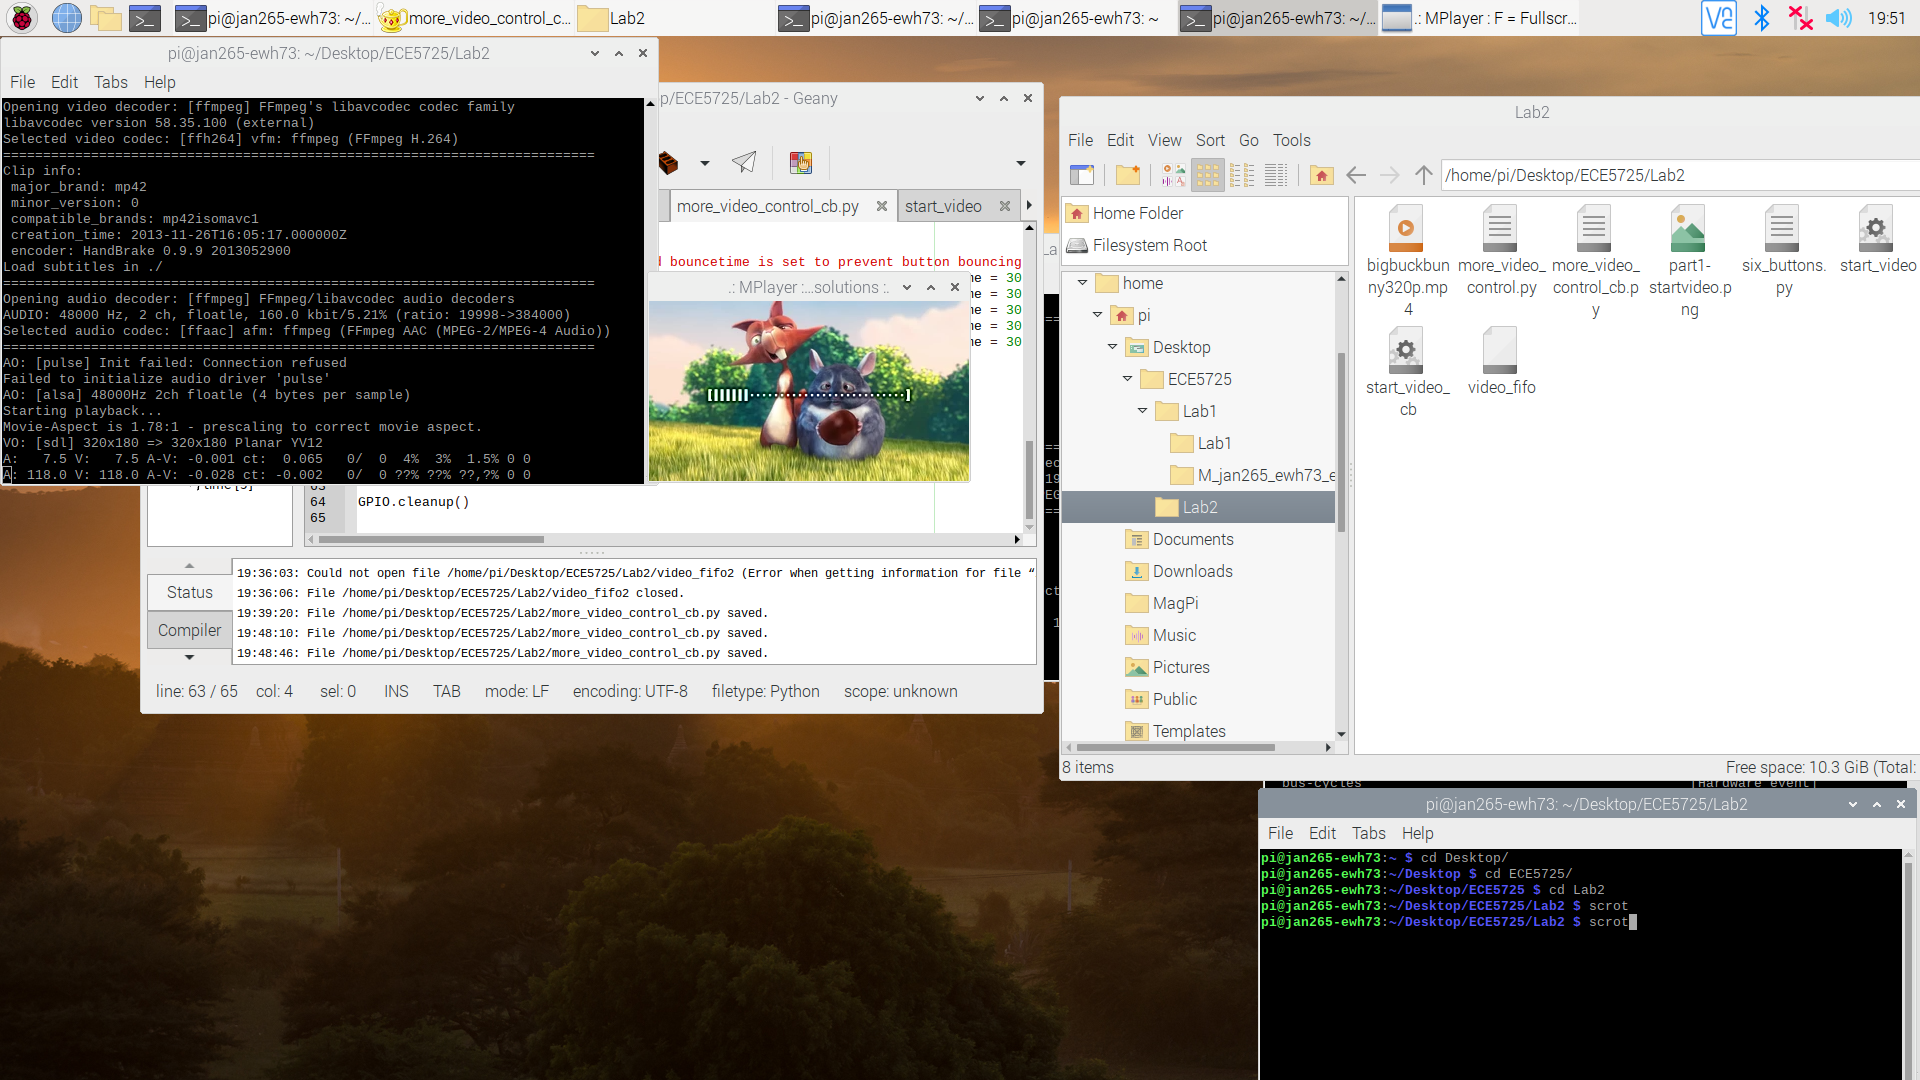 pi@jan265-ewh73: ~/...
more_video_control_c...
Lab2
pi@jan265-ewh73: ~/...
pi@jan265-ewh73: ~
pi@jan265-ewh73: ~/...
.: MPlayer : F = Fullscr...
19:51
pi@jan265-ewh73: ~/Desktop/ECE5725/Lab2
File Edit Tabs Help
Opening video decoder: [ffmpeg] FFmpeg's libavcodec codec family
libavcodec version 58.35.100 (external)
Selected video codec: [ffh264] vfm: ffmpeg (FFmpeg H.264)
==========================================================================
Clip info:
major_brand: mp42
minor_version: 0
compatible_brands: mp42isomavc1
creation_time: 2013-11-26T16:05:17.000000Z
encoder: HandBrake 0.9.9 2013052900
Load subtitles in ./
==========================================================================
Opening audio decoder: [ffmpeg] FFmpeg/libavcodec audio decoders
AUDIO: 48000 Hz, 2 ch, floatle, 160.0 kbit/5.21% (ratio: 19998->384000)
Selected audio codec: [ffaac] afm: ffmpeg (FFmpeg AAC (MPEG-2/MPEG-4 Audio))
==========================================================================
AO: [pulse] Init failed: Connection refused
Failed to initialize audio driver 'pulse'
AO: [alsa] 48000Hz 2ch floatle (4 bytes per sample)
Starting playback...
Movie-Aspect is 1.78:1 - prescaling to correct movie aspect.
VO: [sdl] 320x180 => 320x180 Planar YV12
A:   7.5 V:   7.5 A-V: -0.001 ct:  0.065   0/  0  4%  3%  1.5% 0 0
A: 118.0 V: 118.0 A-V: -0.028 ct: -0.002   0/  0 ??% ??% ??,?% 0 0
p/ECE5725/Lab2 - Geany
more_video_control_cb.py
start_video
d bouncetime is set to prevent button bouncing
me = 30
me = 30
me = 30
me = 30
ne = 30
.: MPlayer :...solutions :.
64 GPIO.cleanup()
65
Status
Compiler
19:36:03: Could not open file /home/pi/Desktop/ECE5725/Lab2/video_fifo2 (Error when getting information for file “
19:36:06: File /home/pi/Desktop/ECE5725/Lab2/video_fifo2 closed.
19:39:20: File /home/pi/Desktop/ECE5725/Lab2/more_video_control_cb.py saved.
19:48:10: File /home/pi/Desktop/ECE5725/Lab2/more_video_control_cb.py saved.
19:48:46: File /home/pi/Desktop/ECE5725/Lab2/more_video_control_cb.py saved.
line: 63 / 65 col: 4 sel: 0 INS TAB mode: LF encoding: UTF-8 filetype: Python scope: unknown
Lab2
File Edit View Sort Go Tools
/home/pi/Desktop/ECE5725/Lab2
Home Folder
Filesystem Root
home
pi
Desktop
ECE5725
Lab1
Lab1
M_jan265_ewh73_e
Lab2
Documents
Downloads
MagPi
Music
Pictures
Public
Templates
bigbuckbun
ny320p.mp
4
more_video_
control.py
more_video_
control_cb.p
y
part1-
startvideo.p
ng
six_buttons.
py
start_video
start_video_
cb
video_fifo
8 items
Free space: 10.3 GiB (Total:
pi@jan265-ewh73: ~/Desktop/ECE5725/Lab2
File Edit Tabs Help
pi@jan265-ewh73:~ $ cd Desktop/
pi@jan265-ewh73:~/Desktop $ cd ECE5725/
pi@jan265-ewh73:~/Desktop/ECE5725 $ cd Lab2
pi@jan265-ewh73:~/Desktop/ECE5725/Lab2 $ scrot
pi@jan265-ewh73:~/Desktop/ECE5725/Lab2 $ scrot